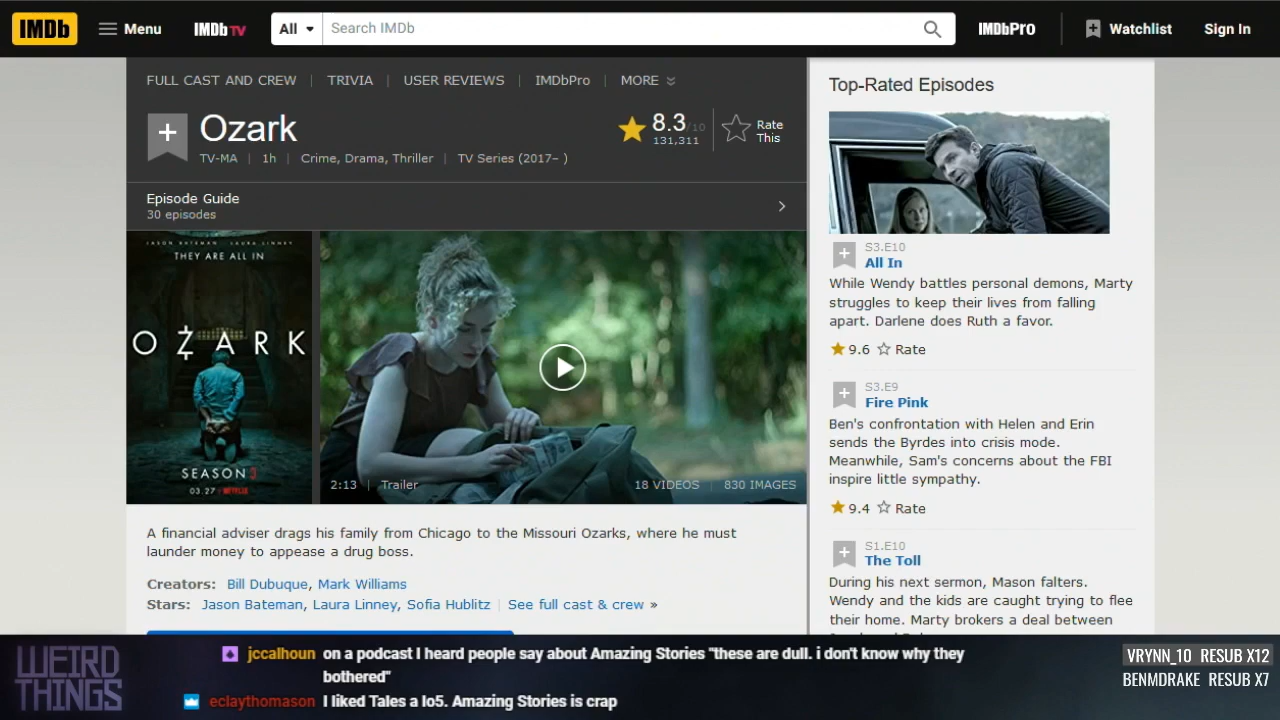 IMDb
Menu
IMDb TV
All
Search IMDb
IMDbPro
Watchlist
Sign In
FULL CAST AND CREW | TRIVIA | USER REVIEWS | IMDbPro | MORE
Ozark
8.3/10
131,311
Rate This
TV-MA | 1h | Crime, Drama, Thriller | TV Series (2017– )
Episode Guide
30 episodes
JASON BATEMAN LAURA LINNEY
THEY ARE ALL IN
OZARK
SEASON 3
03.27 NETFLIX
2:13 | Trailer
18 VIDEOS | 830 IMAGES
A financial adviser drags his family from Chicago to the Missouri Ozarks, where he must
launder money to appease a drug boss.
Creators: Bill Dubuque, Mark Williams
Stars: Jason Bateman, Laura Linney, Sofia Hublitz | See full cast & crew »
Top-Rated Episodes
S3.E10
All In
While Wendy battles personal demons, Marty
struggles to keep their lives from falling
apart. Darlene does Ruth a favor.
9.6 Rate
S3.E9
Fire Pink
Ben's confrontation with Helen and Erin
sends the Byrdes into crisis mode.
Meanwhile, Sam's concerns about the FBI
inspire little sympathy.
9.4 Rate
S1.E10
The Toll
During his next sermon, Mason falters.
Wendy and the kids are caught trying to flee
their home. Marty brokers a deal between
WEIRD
THINGS
jccalhoun on a podcast I heard people say about Amazing Stories "these are dull. i don't know why they
bothered"
eclaythomason I liked Tales a lo5. Amazing Stories is crap
VRYNN_10 RESUB X12
BENMDRAKE RESUB X7